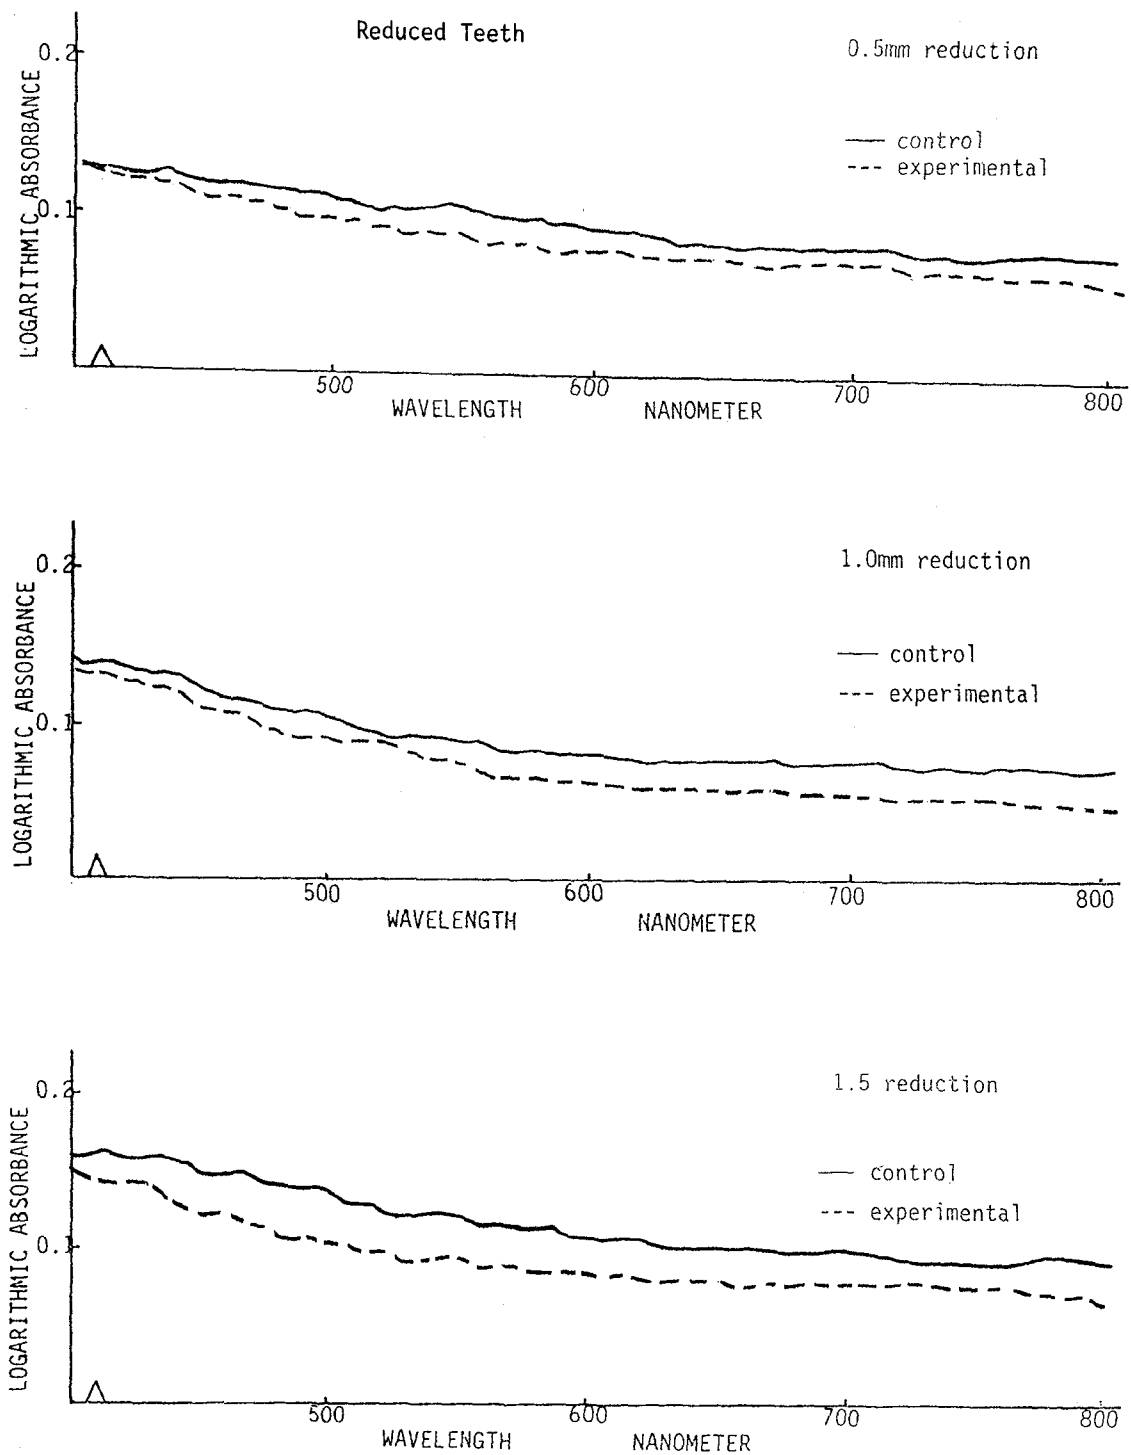 Reduced Teeth
0.5mm reduction
0.2
control
experimental
0.1
LOGARITHMIC ABSORBANCE
500 600 700 800
WAVELENGTH NANOMETER
1.0mm reduction
0.2
control
experimental
0.1
LOGARITHMIC ABSORBANCE
500 600 700 800
WAVELENGTH NANOMETER
1.5 reduction
0.2
control
experimental
0.1
LOGARITHMIC ABSORBANCE
500 600 700 800
WAVELENGTH NANOMETER